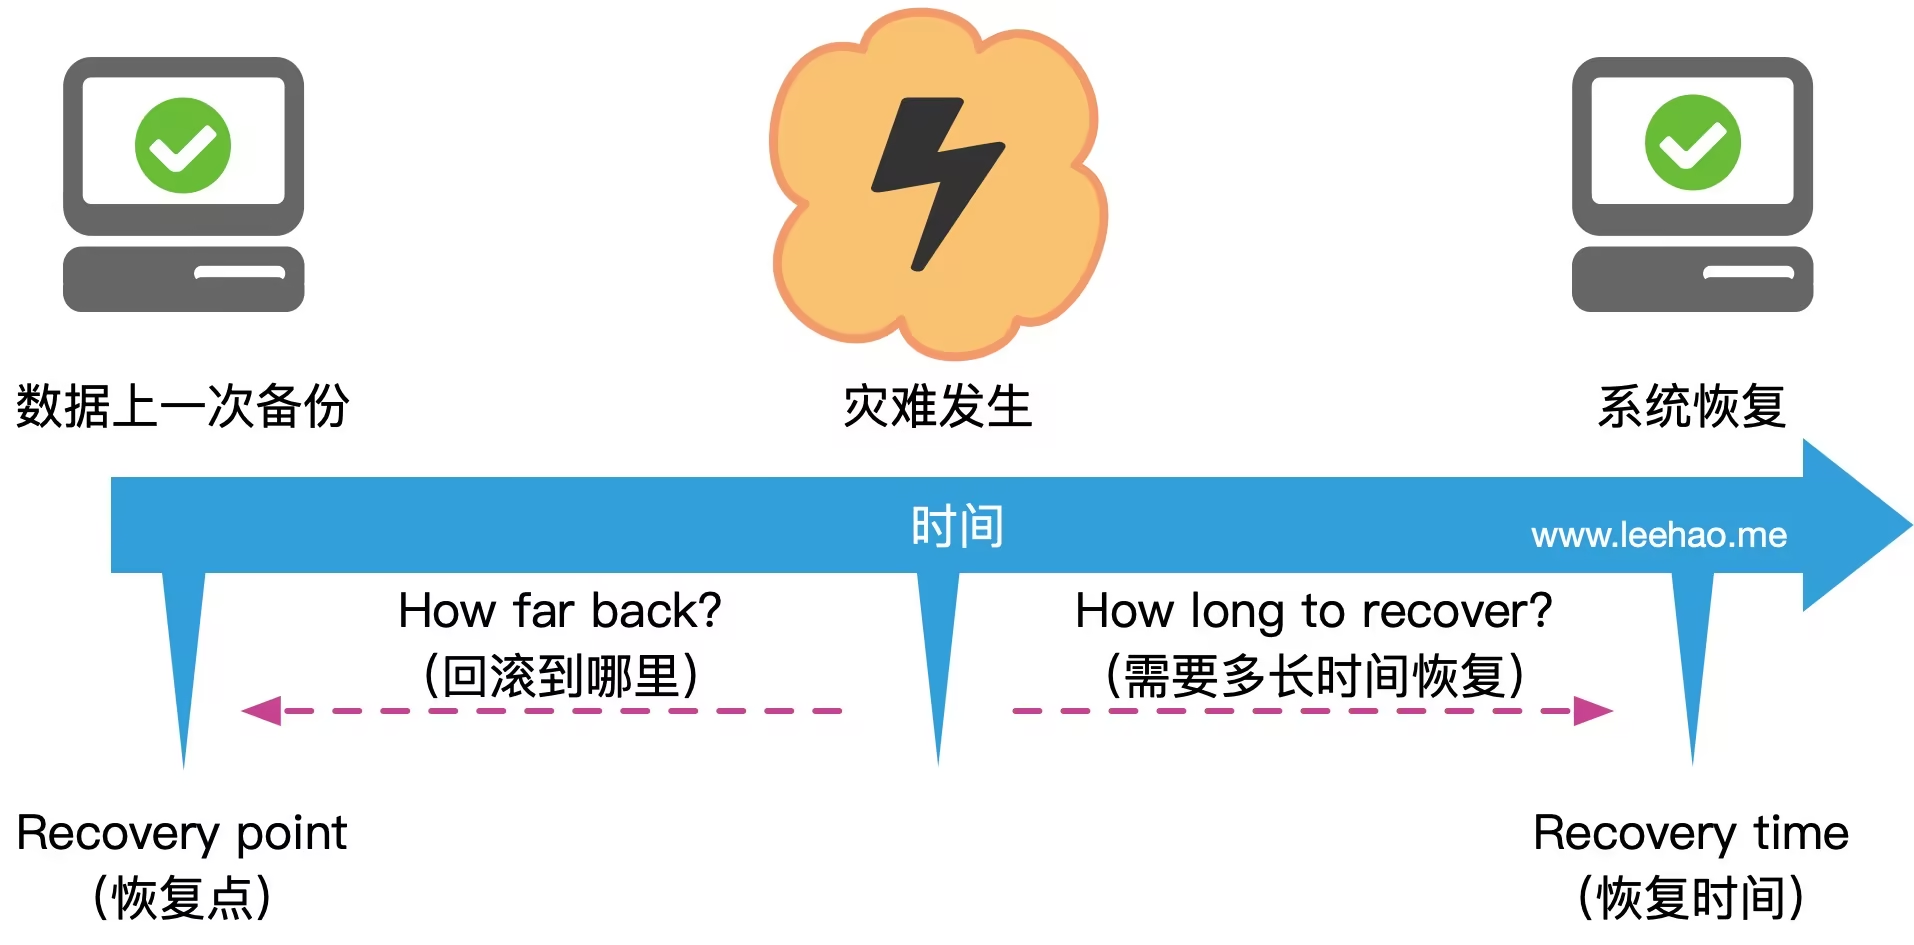 数据上一次备份
灾难发生
系统恢复
时间
www.leehao.me
How far back?
（回滚到哪里）
How long to recover?
（需要多长时间恢复）
Recovery point
（恢复点）
Recovery time
（恢复时间）